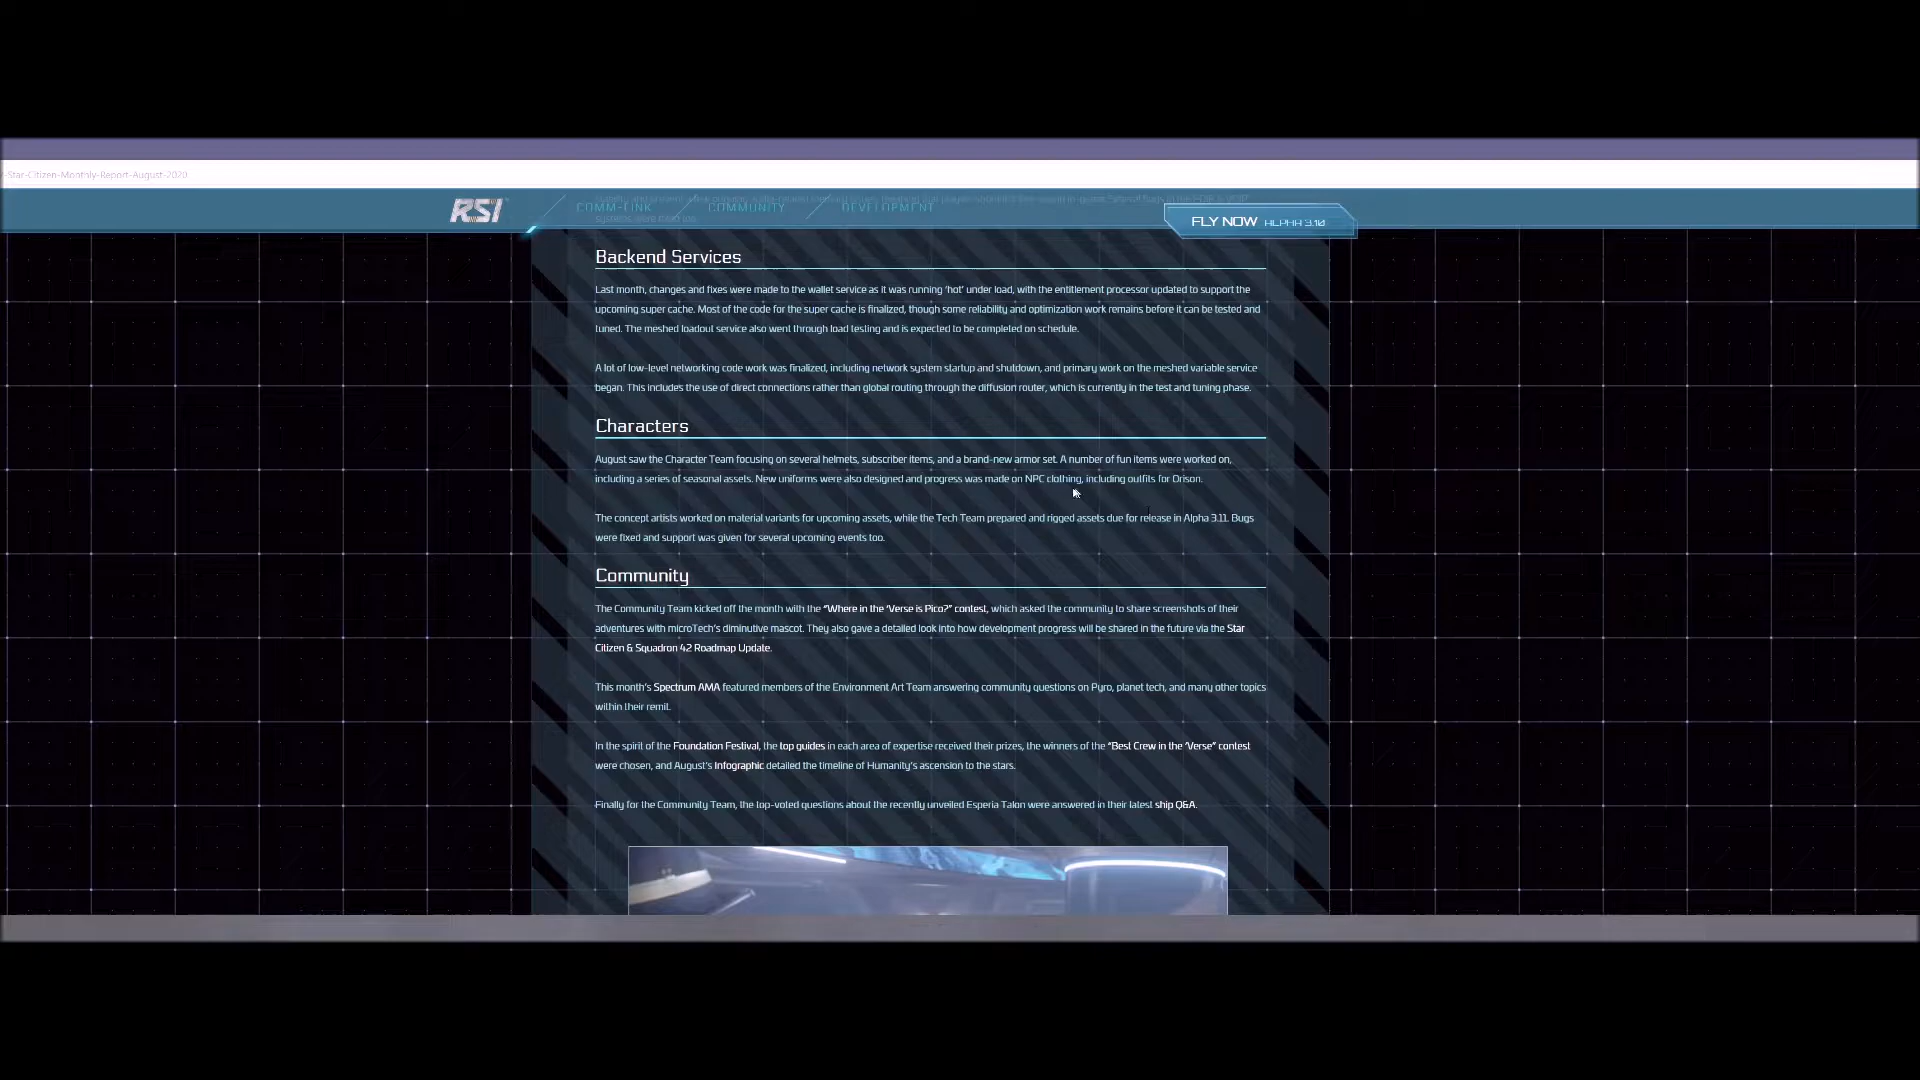 -Star-Citizen-Monthly-Report-August-2020
RSI
COMM-LINK
COMMUNITY
DEVELOPMENT
FLY NOW ALPHA 3.10
systems were fixed too.
Backend Services
Last month, changes and fixes were made to the wallet service as it was running 'hot' under load, with the entitlement processor updated to support the
upcoming super cache. Most of the code for the super cache is finalized, though some reliability and optimization work remains before it can be tested and
tuned. The meshed loadout service also went through load testing and is expected to be completed on schedule.
A lot of low-level networking code work was finalized, including network system startup and shutdown, and primary work on the meshed variable service
began. This includes the use of direct connections rather than global routing through the diffusion router, which is currently in the test and tuning phase.
Characters
August saw the Character Team focusing on several helmets, subscriber items, and a brand-new armor set. A number of fun items were worked on,
including a series of seasonal assets. New uniforms were also designed and progress was made on NPC clothing, including outfits for Orison.
The concept artists worked on material variants for upcoming assets, while the Tech Team prepared and rigged assets due for release in Alpha 3.11. Bugs
were fixed and support was given for several upcoming events too.
Community
The Community Team kicked off the month with the "Where in the 'Verse is Pico?" contest, which asked the community to share screenshots of their
adventures with microTech's diminutive mascot. They also gave a detailed look into how development progress will be shared in the future via the Star
Citizen & Squadron 42 Roadmap Update.
This month's Spectrum AMA featured members of the Environment Art Team answering community questions on Pyro, planet tech, and many other topics
within their remit.
In the spirit of the Foundation Festival, the top guides in each area of expertise received their prizes, the winners of the "Best Crew in the 'Verse" contest
were chosen, and August's Infographic detailed the timeline of Humanity's ascension to the stars.
Finally for the Community Team, the top-voted questions about the recently unveiled Esperia Talon were answered in their latest ship Q&A.